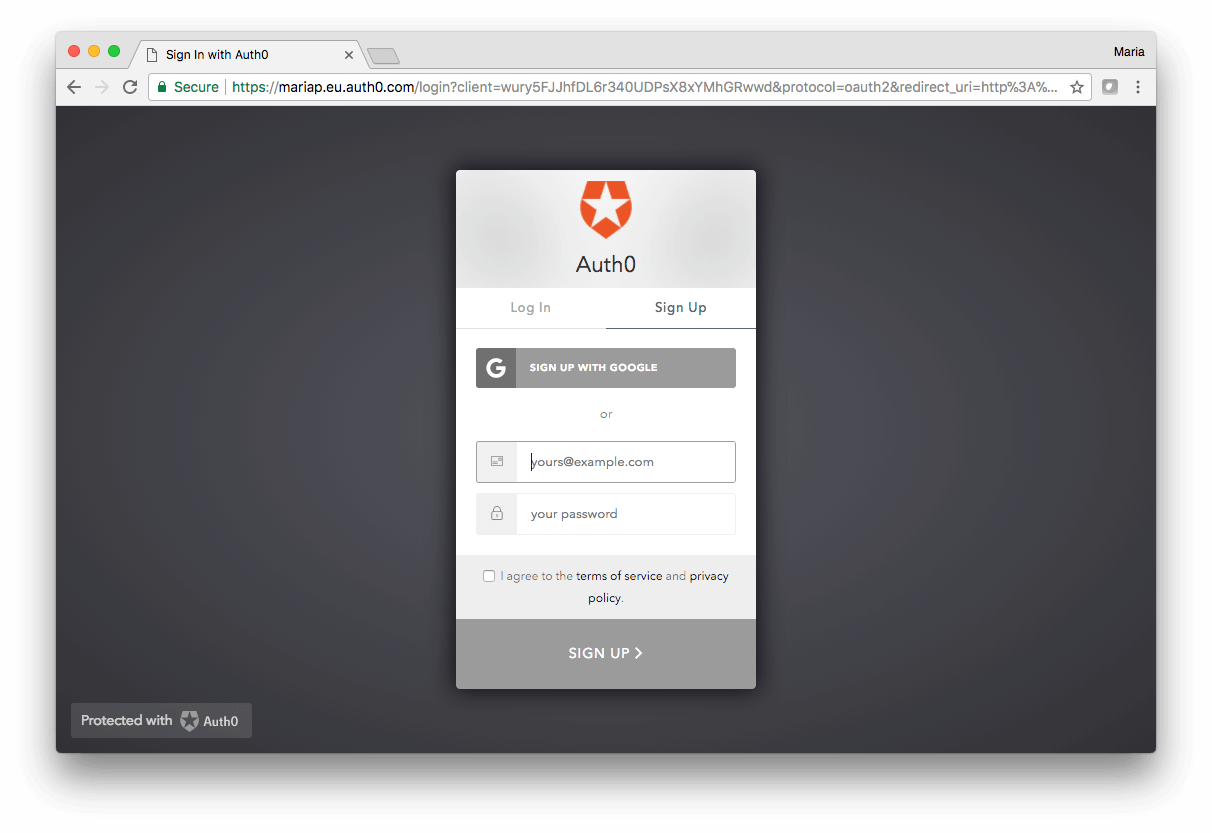 Sign In with Auth0
Maria
Secure https://mariap.eu.auth0.com/login?client=wury5FJJhfDL6r340UDPsX8xYMhGRwwd&protocol=oauth2&redirect_uri=http%3A%...
Auth0
Log In Sign Up
G SIGN UP WITH GOOGLE
or
yours@example.com
your password
I agree to the terms of service and privacy
policy.
SIGN UP
Protected with Auth0